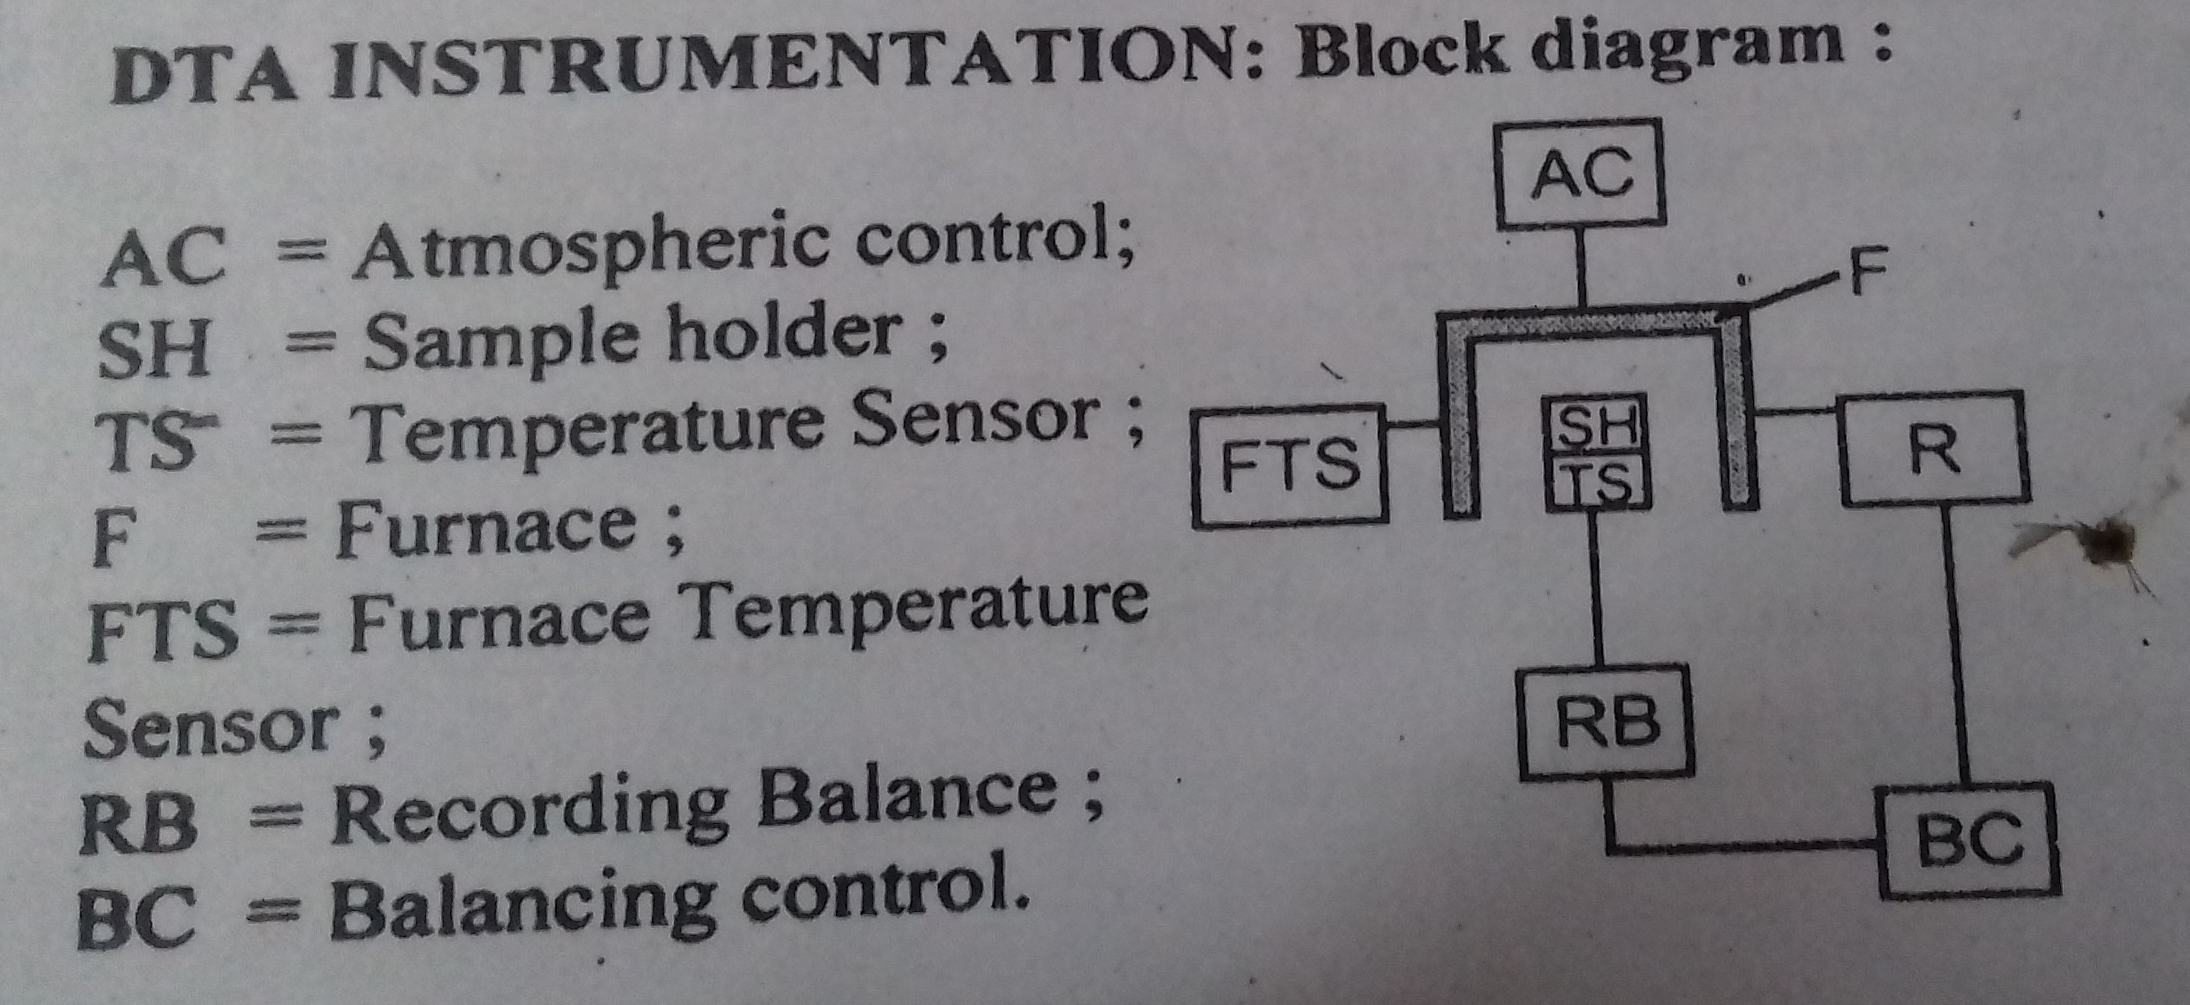 DTA INSTRUMENTATION: Block diagram :
AC = Atmospheric control;
SH = Sample holder ;
TS = Temperature Sensor ;
F = Furnace ;
FTS = Furnace Temperature
Sensor ;
RB = Recording Balance ;
BC = Balancing control.
AC
F
FTS
SH
TS
R
RB
BC